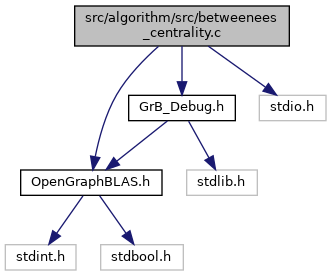 src/algorithm/src/betweenees
_centrality.c
GrB_Debug.h
stdio.h
OpenGraphBLAS.h
stdlib.h
stdint.h
stdbool.h